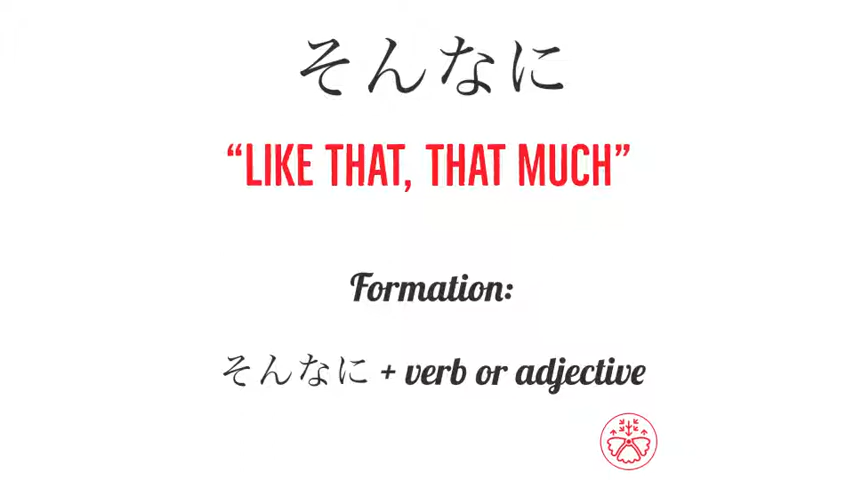 そんなに
“LIKE THAT, THAT MUCH”
Formation:
そんなに + verb or adjective